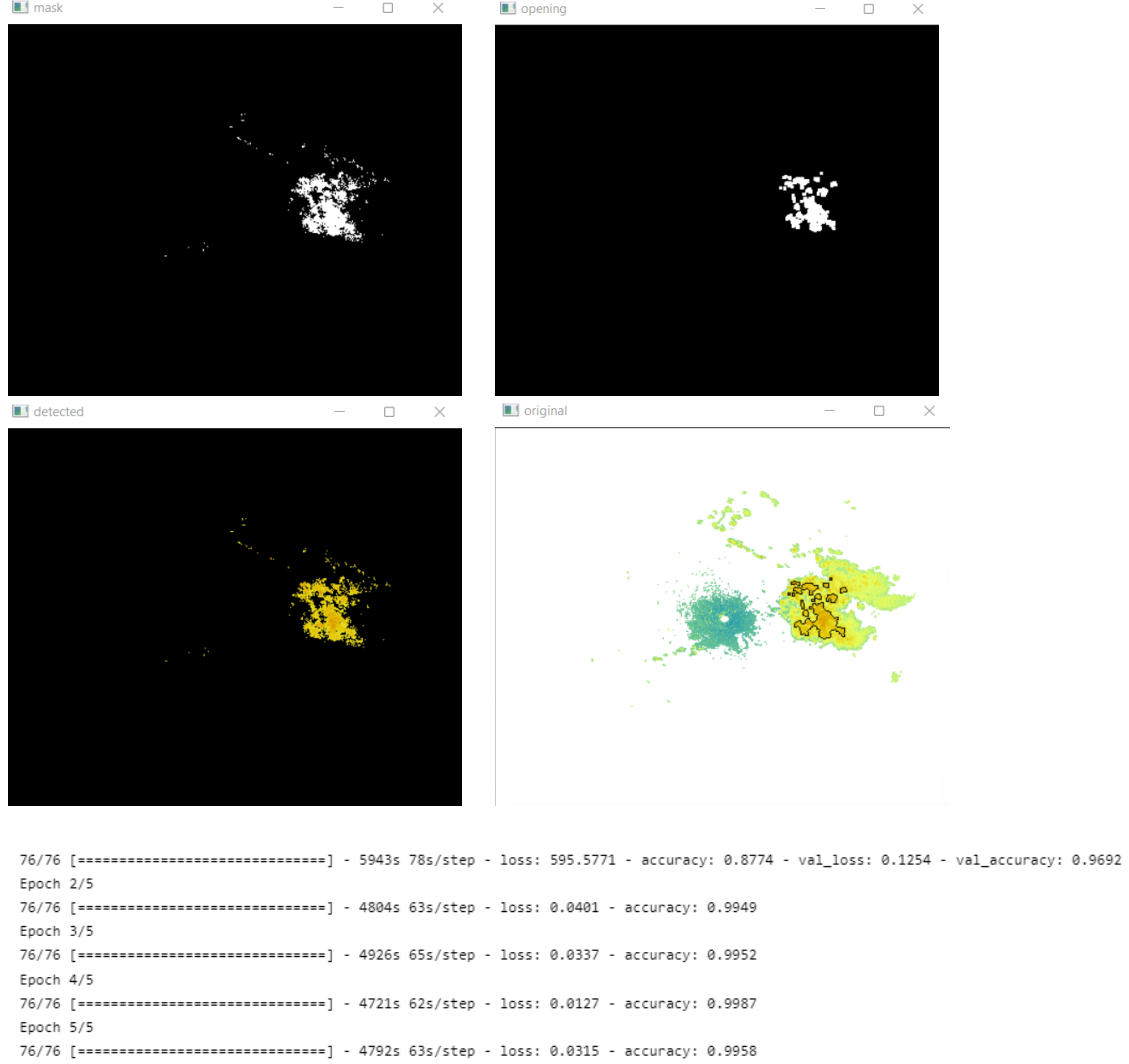 mask
opening
detected
original
76/76 [==============================] - 5943s 78s/step - loss: 595.5771 - accuracy: 0.8774 - val_loss: 0.1254 - val_accuracy: 0.9692
Epoch 2/5
76/76 [==============================] - 4804s 63s/step - loss: 0.0401 - accuracy: 0.9949
Epoch 3/5
76/76 [==============================] - 4926s 65s/step - loss: 0.0337 - accuracy: 0.9952
Epoch 4/5
76/76 [==============================] - 4721s 62s/step - loss: 0.0127 - accuracy: 0.9987
Epoch 5/5
76/76 [==============================] - 4792s 63s/step - loss: 0.0315 - accuracy: 0.9958